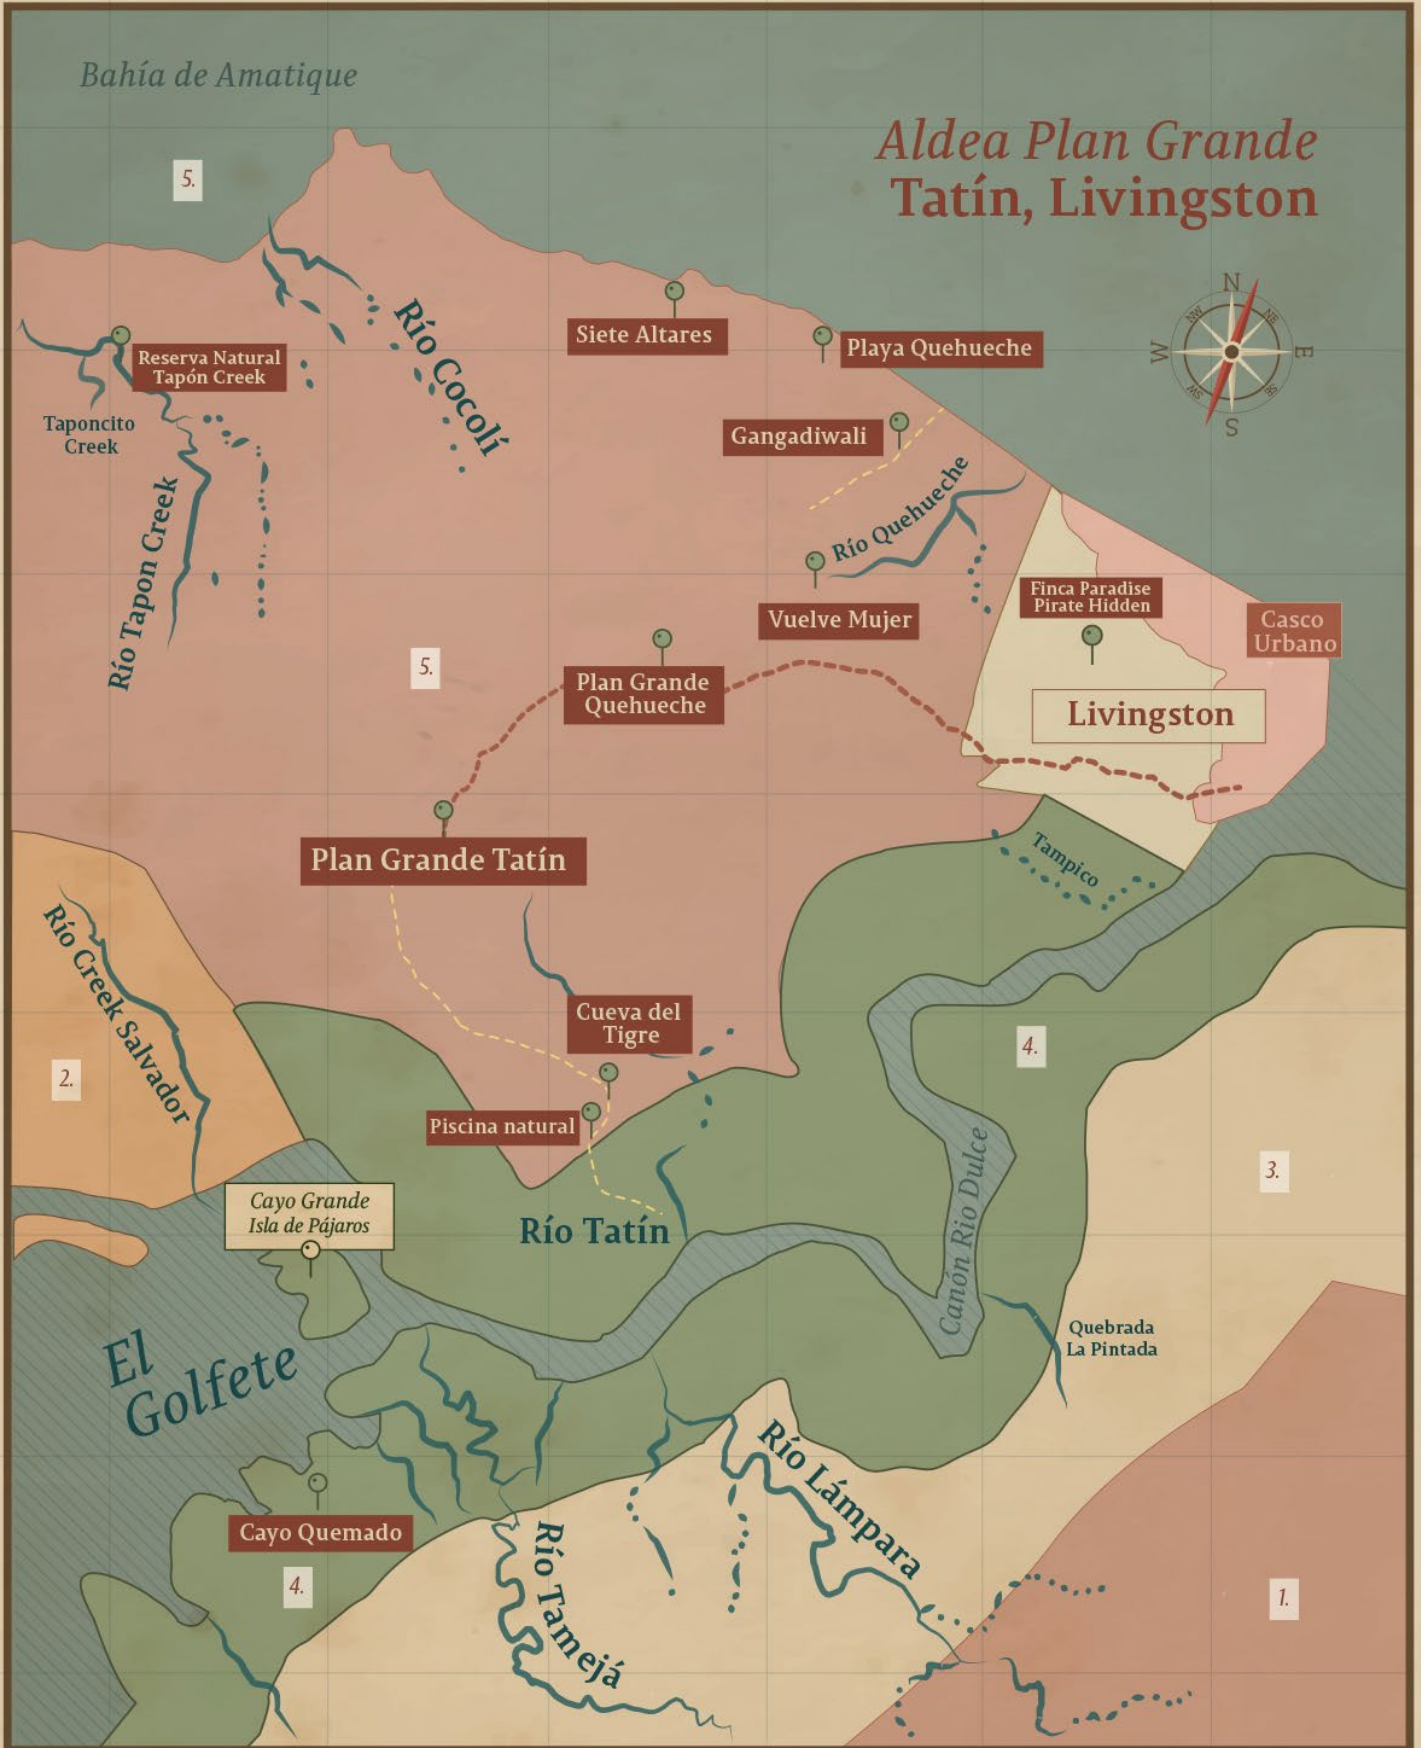 Bahía de Amatique
Aldea Plan Grande
Tatín, Livingston
5.
N
NW
NE
W
E
SW
SE
S
Siete Altares
Playa Quehueche
Río Cocolí
Reserva Natural
Tapón Creek
Taponcito
Creek
Gangadiwali
Río Quehueche
Río Tapon Creek
Vuelve Mujer
Finca Paradise
Pirate Hidden
Casco
Urbano
5.
Plan Grande
Quehueche
Livingston
Plan Grande Tatín
Tampico
Río Creek Salvador
Cueva del
Tigre
4.
2.
Piscina natural
Cañón Rio Dulce
3.
Cayo Grande
Isla de Pájaros
Río Tatín
El
Golfete
Quebrada
La Pintada
Río Lámpara
Cayo Quemado
Río Tamejá
4.
1.